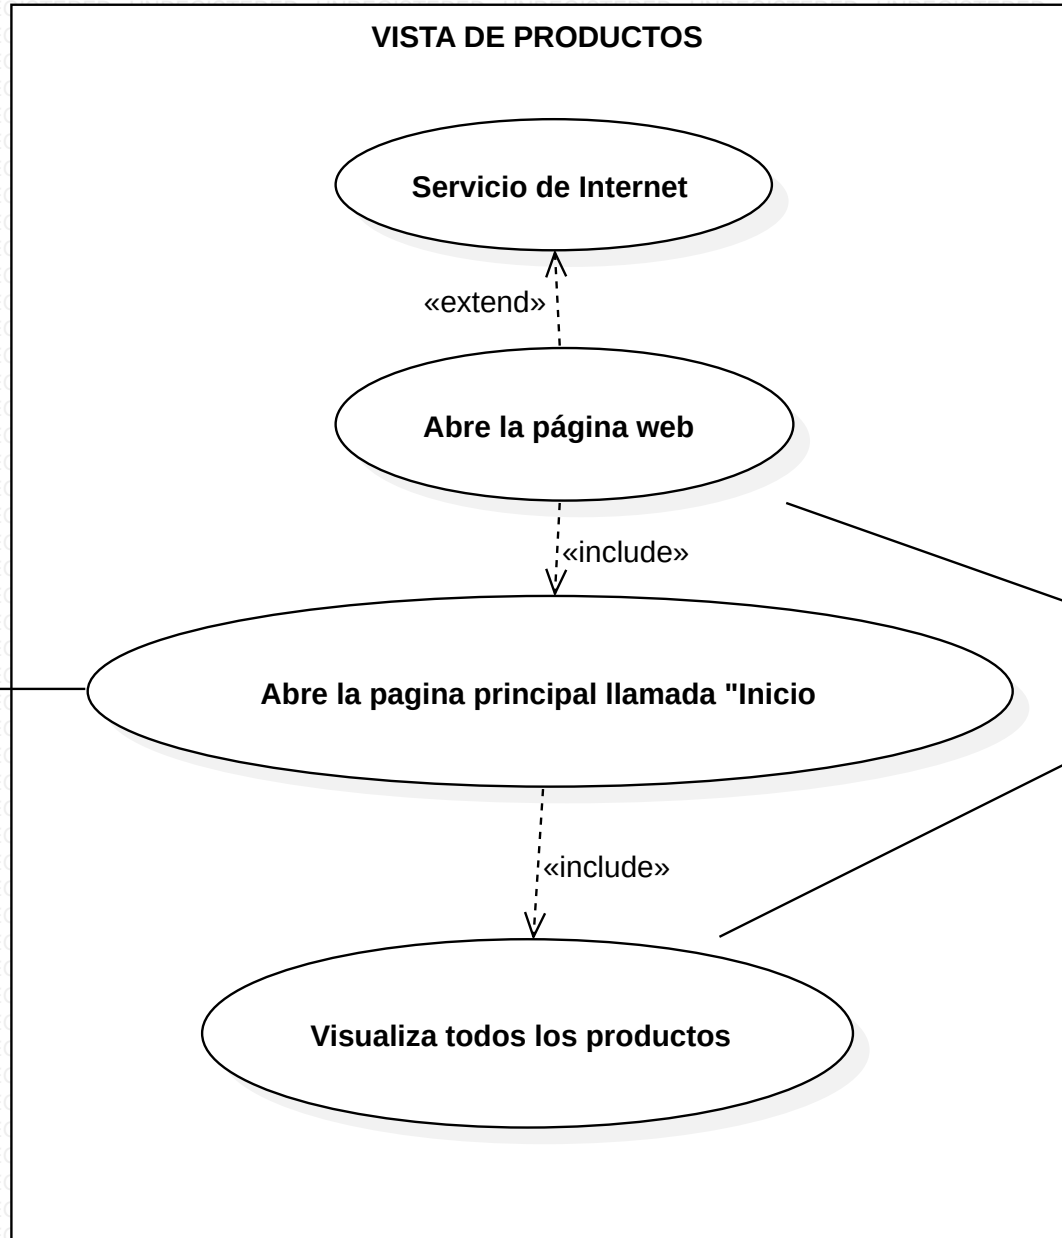 VISTA DE PRODUCTOS
Servicio de Internet
«extend»
Abre la página web
«include»
Abre la pagina principal llamada "Inicio
«include»
Visualiza todos los productos